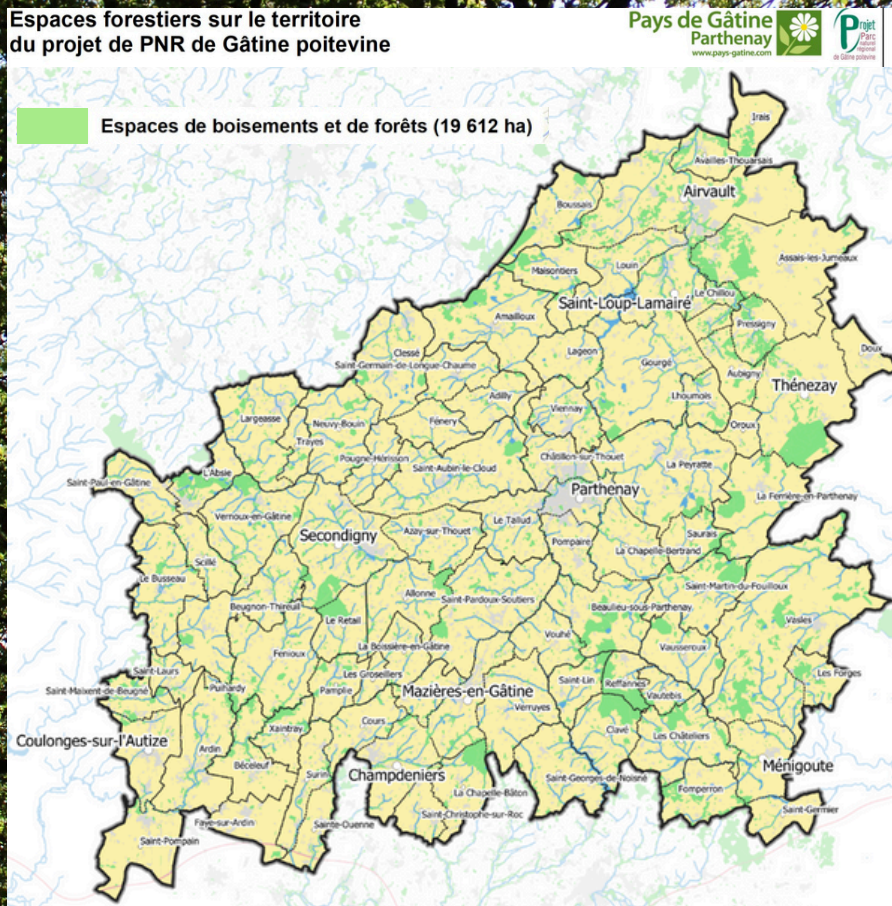 Espaces forestiers sur le territoire
du projet de PNR de Gâtine poitevine
Pays de Gâtine
Parthenay
www.pays-gatine.com
Projet
Parc
naturel
régional
de Gâtine poitevine
Espaces de boisements et de forêts (19 612 ha)
Irais
Availles-Thouarsais
Airvault
Boussais
Assais-les-Jumeaux
Maisontiers
Louin
Le Chillou
Saint-Loup-Lamairé
Amailloux
Pressigny
Doux
Clessé
Lageon
Gourgé
Saint-Germain-de-Longue-Chaume
Aubigny
Thénezay
Adilly
Lhoumois
Viennay
Largeasse
Neuvy-Bouin
Fénery
Oroux
Trayes
Pougne-Hérisson
Saint-Aubin-le-Cloud
Châtillon-sur-Thouet
La Peyratte
L'Absie
Saint-Paul-en-Gâtine
Parthenay
La Ferrière-en-Parthenay
Vernoux-en-Gâtine
Secondigny
Azay-sur-Thouet
Le Tallud
Pompaire
Saurais
La Chapelle-Bertrand
Scillé
Le Busseau
Saint-Martin-du-Fouilloux
Allonne
Saint-Pardoux-Soutiers
Beugnon-Thireuil
Le Retail
Beaulieu-sous-Parthenay
Vasles
Vouhé
La Boissière-en-Gâtine
Vausseroux
Fenioux
Saint-Laurs
Les Groseillers
Saint-Lin
Les Forges
Saint-Maixent-de-Beugné
Puihardy
Pamplie
Mazières-en-Gâtine
Reffannes
Vautebis
Verruyes
Cours
Xaintray
Clavé
Les Châteliers
Coulonges-sur-l'Autize
Ardin
Béceleuf
Surin
Champdeniers
Saint-Georges-de-Noisné
Ménigoute
La Chapelle-Bâton
Fomperron
Saint-Germier
Saint-Christophe-sur-Roc
Faye-sur-Ardin
Sainte-Ouenne
Saint-Pompain